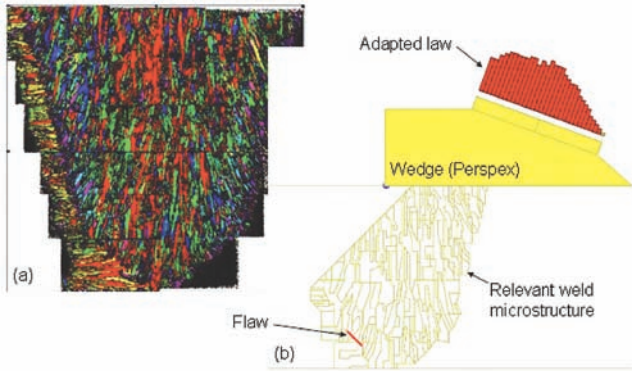 Adapted law
Wedge (Perspex)
(a)
Relevant weld
microstructure
Flaw
(b)